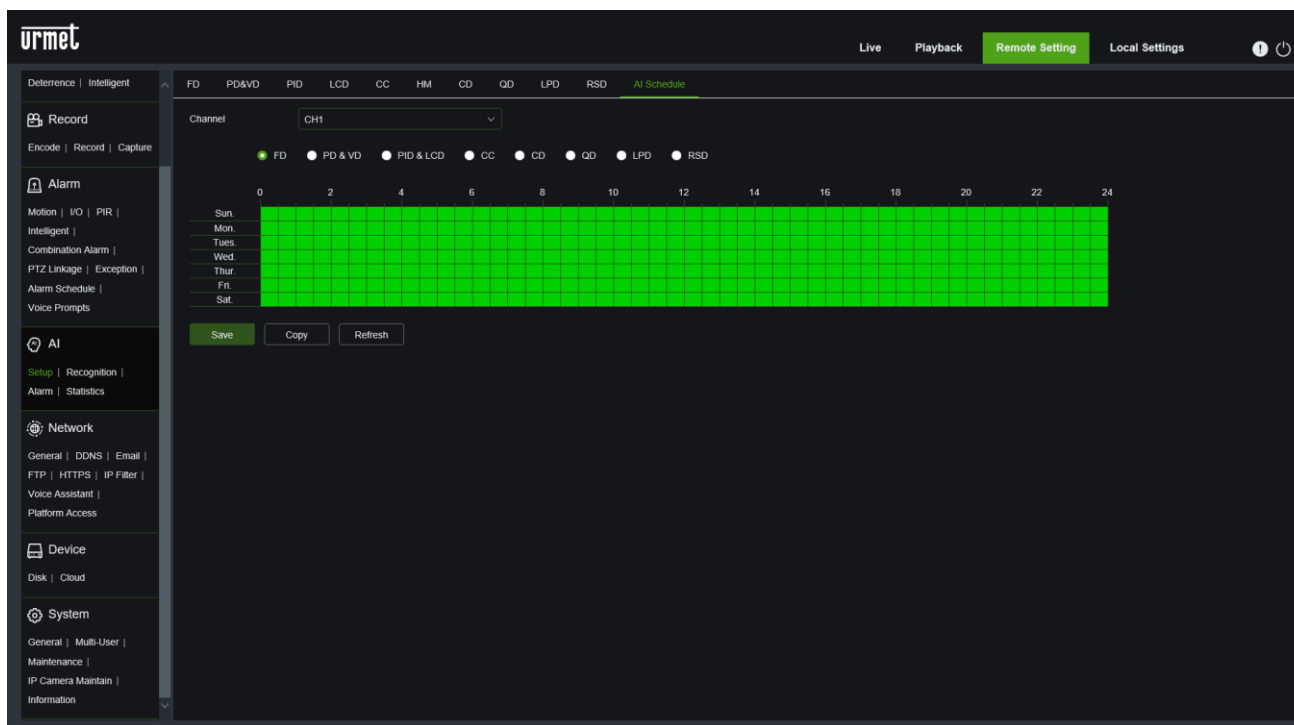 urmet
Live Playback Remote Setting Local Settings
Deterrence | Intelligent
Record
Encode | Record | Capture
Alarm
Motion | I/O | PIR |
Intelligent |
Combination Alarm |
PTZ Linkage | Exception |
Alarm Schedule |
Voice Prompts
AI
Setup | Recognition |
Alarm | Statistics
Network
General | DDNS | Email |
FTP | HTTPS | IP Filter |
Voice Assistant |
Platform Access
Device
Disk | Cloud
System
General | Multi-User |
Maintenance |
IP Camera Maintain |
Information
FD PD&VD PID LCD CC HM CD QD LPD RSD AI Schedule
Channel CH1
FD PD & VD PID & LCD CC CD QD LPD RSD
0 2 4 6 8 10 12 14 16 18 20 22 24
Sun.
Mon.
Tues.
Wed.
Thur.
Fri.
Sat.
Save Copy Refresh